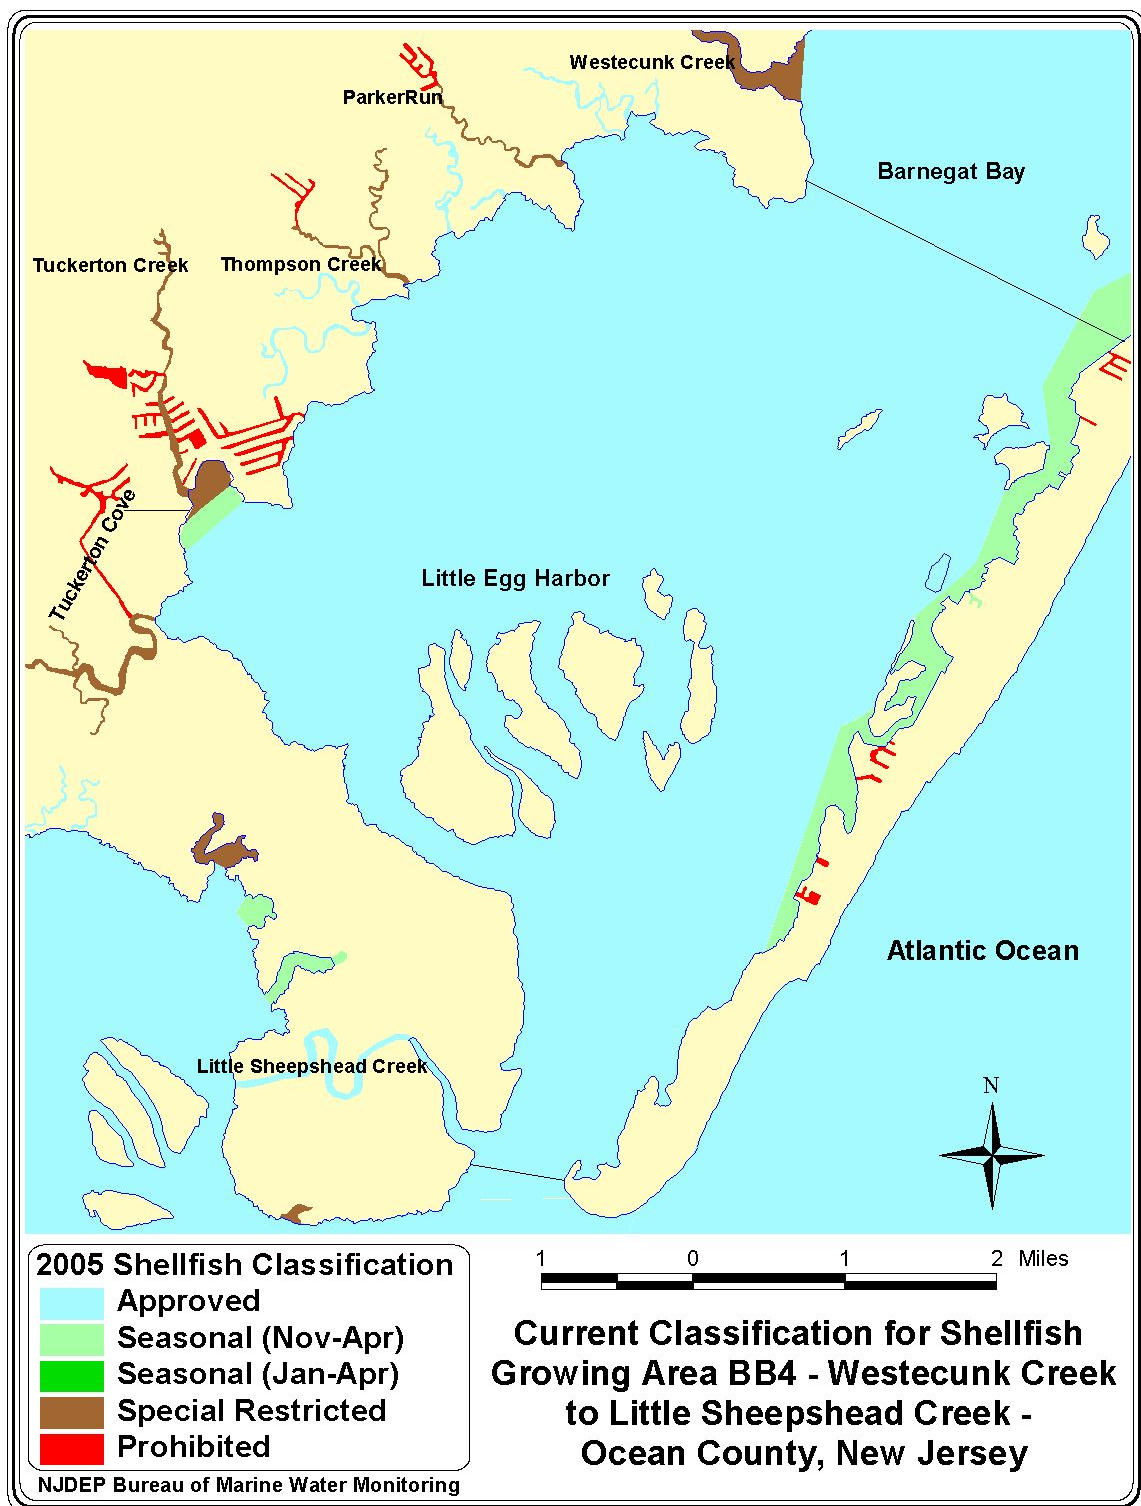 Westecunk Creek
ParkerRun
Barnegat Bay
Tuckerton Creek
Thompson Creek
Tuckerton Cove
Little Egg Harbor
Atlantic Ocean
Little Sheepshead Creek
N
2005 Shellfish Classification
Approved
Seasonal (Nov-Apr)
Seasonal (Jan-Apr)
Special Restricted
Prohibited
NJDEP Bureau of Marine Water Monitoring
1 0 1 2 Miles
Current Classification for Shellfish
Growing Area BB4 - Westecunk Creek
to Little Sheepshead Creek -
Ocean County, New Jersey